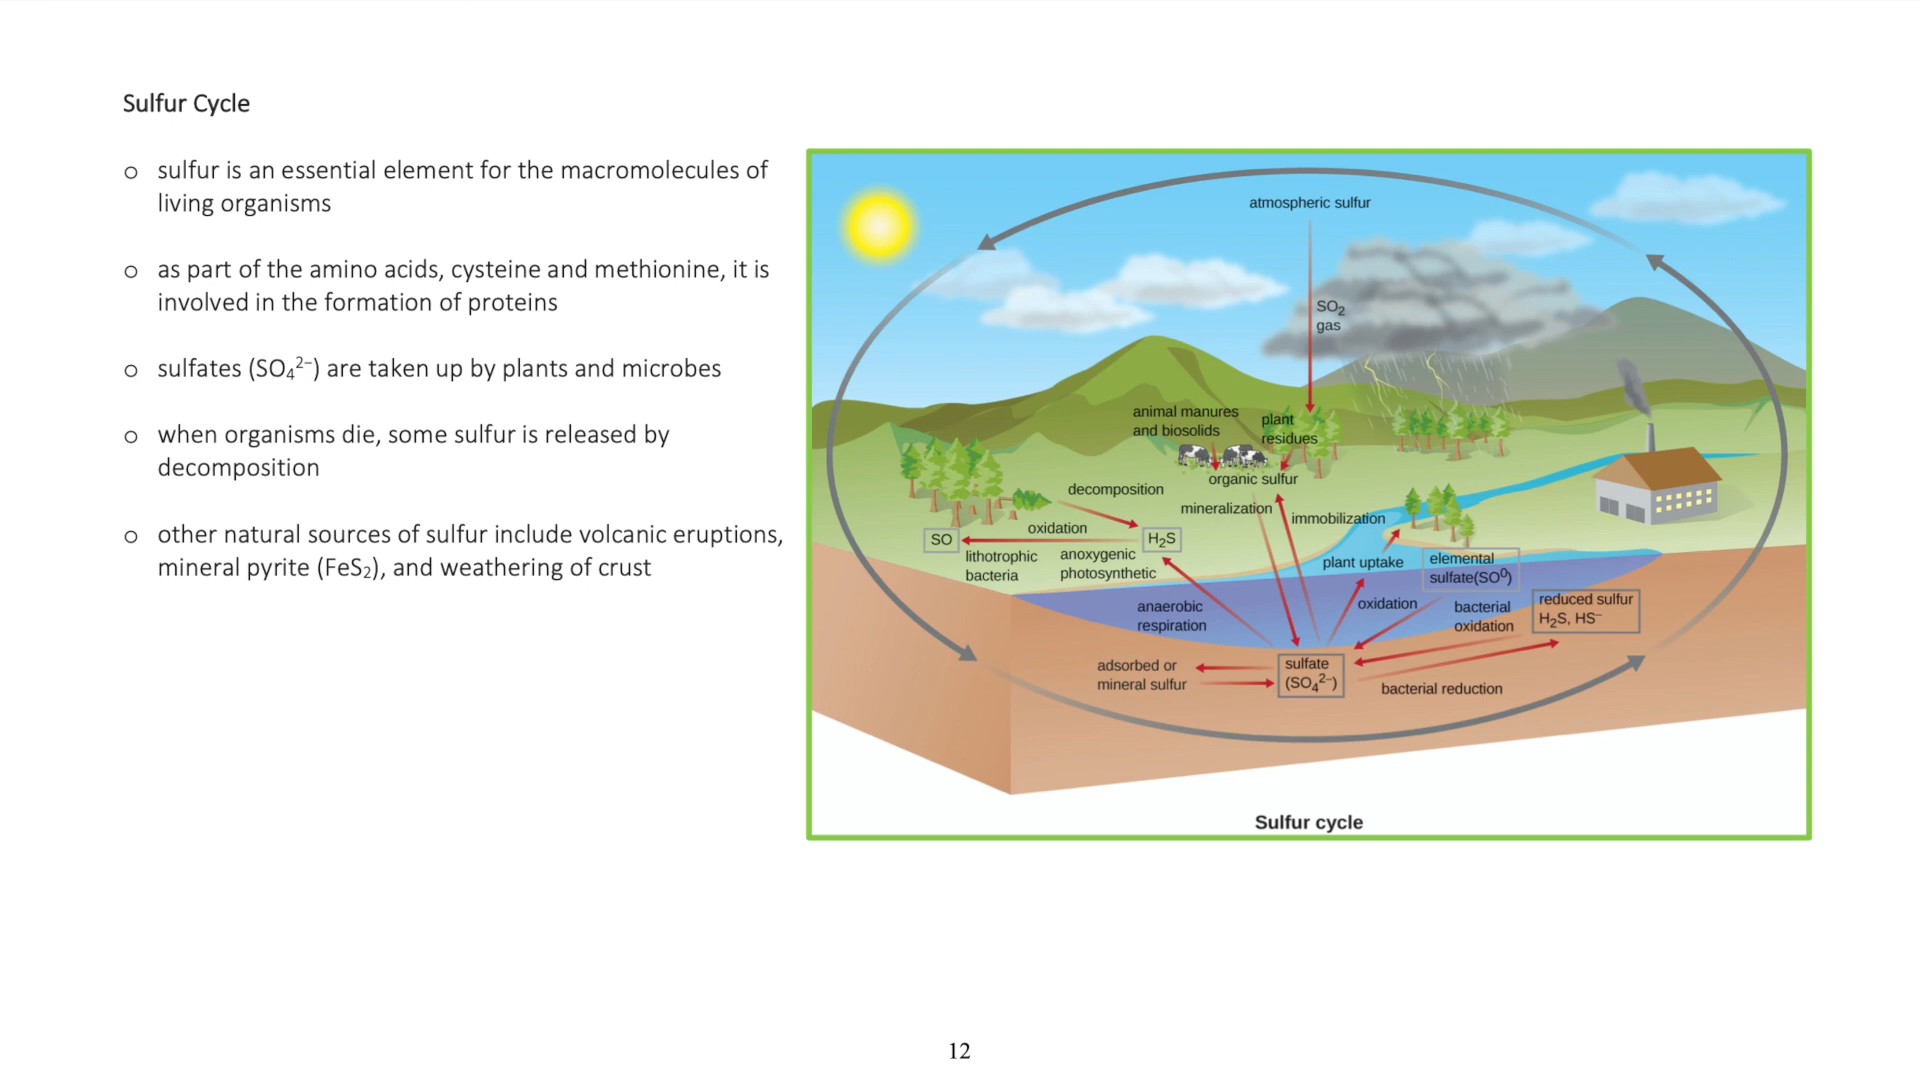 Sulfur Cycle
o sulfur is an essential element for the macromolecules of
living organisms
o as part of the amino acids, cysteine and methionine, it is
involved in the formation of proteins
o sulfates (SO₄²⁻) are taken up by plants and microbes
o when organisms die, some sulfur is released by
decomposition
o other natural sources of sulfur include volcanic eruptions,
mineral pyrite (FeS₂), and weathering of crust
atmospheric sulfur
SO₂
gas
animal manures
and biosolids
plant
residues
organic sulfur
decomposition
mineralization
immobilization
oxidation
SO
H₂S
lithotrophic
bacteria
anoxygenic
photosynthetic
plant uptake
elemental
sulfate(SO⁰)
anaerobic
respiration
oxidation
bacterial
oxidation
reduced sulfur
H₂S, HS⁻
adsorbed or
mineral sulfur
sulfate
(SO₄²⁻)
bacterial reduction
Sulfur cycle
12